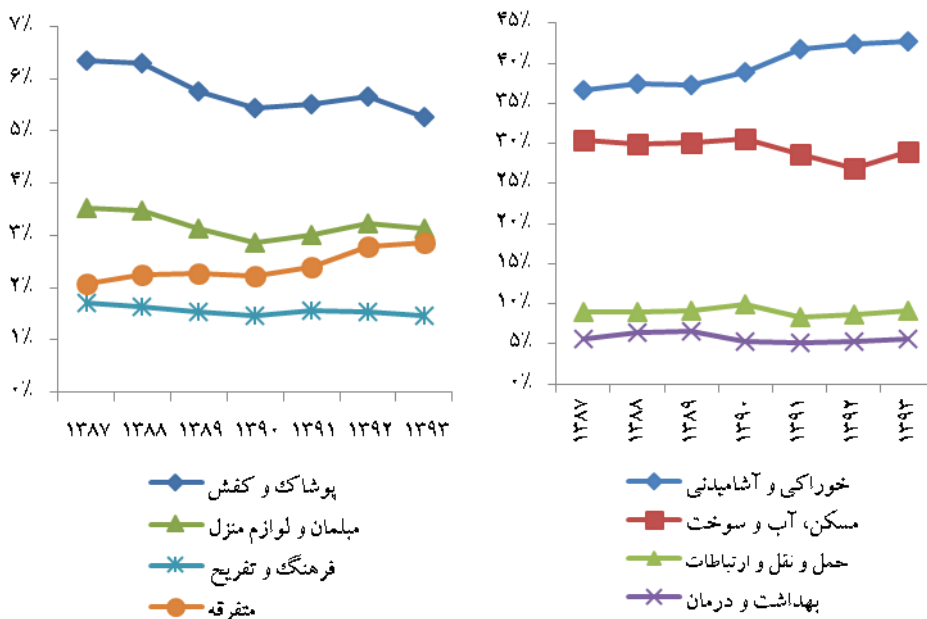 ۷٪
۶٪
۵٪
۴٪
۳٪
۲٪
۱٪
۰٪
۱۳۸۷ ۱۳۸۸ ۱۳۸۹ ۱۳۹۰ ۱۳۹۱ ۱۳۹۲ ۱۳۹۳
پوشاک و کفش
مبلمان و لوازم منزل
فرهنگ و تفریح
متفرقه
۴۵٪
۴۰٪
۳۵٪
۳۰٪
۲۵٪
۲۰٪
۱۵٪
۱۰٪
۵٪
۰٪
۱۳۸۷ ۱۳۸۸ ۱۳۸۹ ۱۳۹۰ ۱۳۹۱ ۱۳۹۲ ۱۳۹۳
خوراکی و آشامیدنی
مسکن، آب و سوخت
حمل و نقل و ارتباطات
بهداشت و درمان